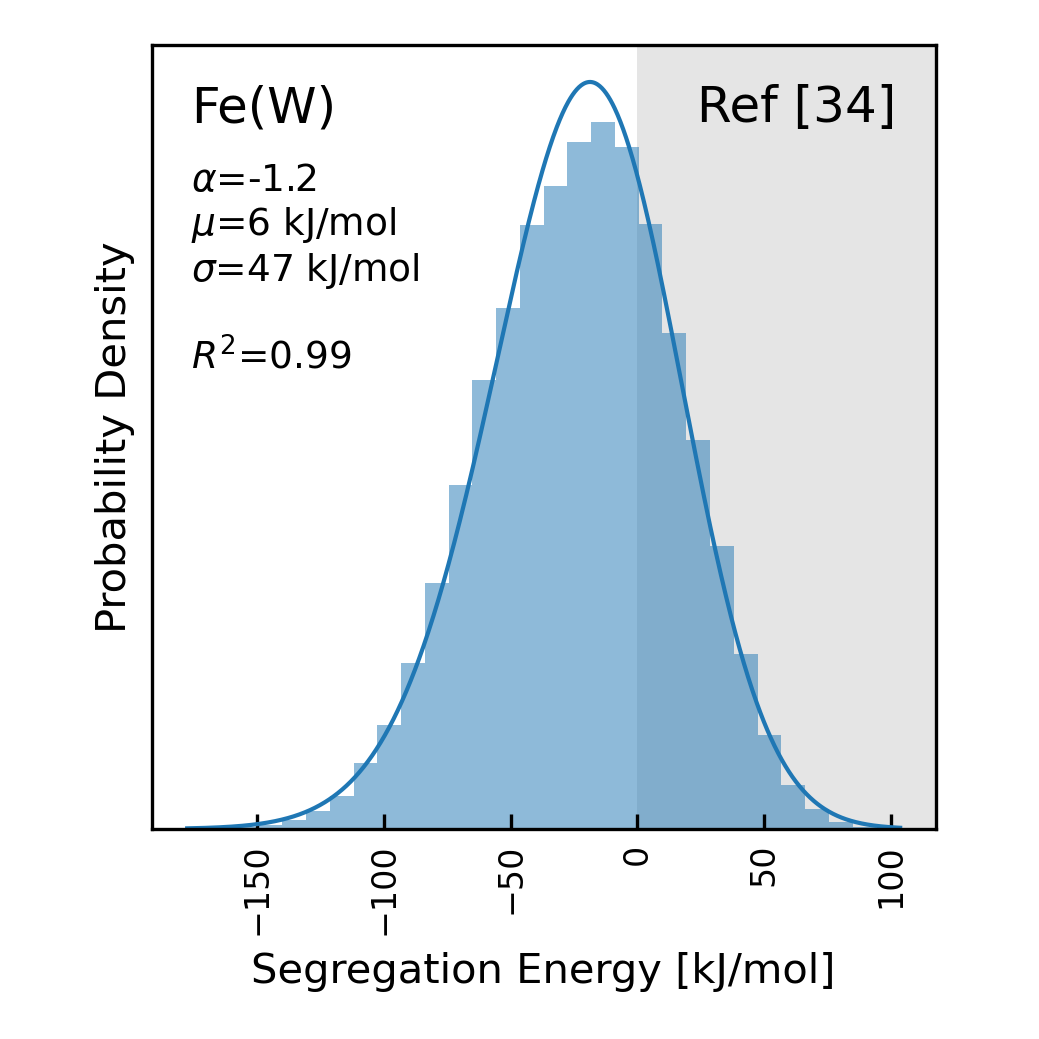 Fe(W)
Ref [34]
α=-1.2
μ=6 kJ/mol
σ=47 kJ/mol
R²=0.99
Probability Density
−150
−100
−50
0
50
100
Segregation Energy [kJ/mol]